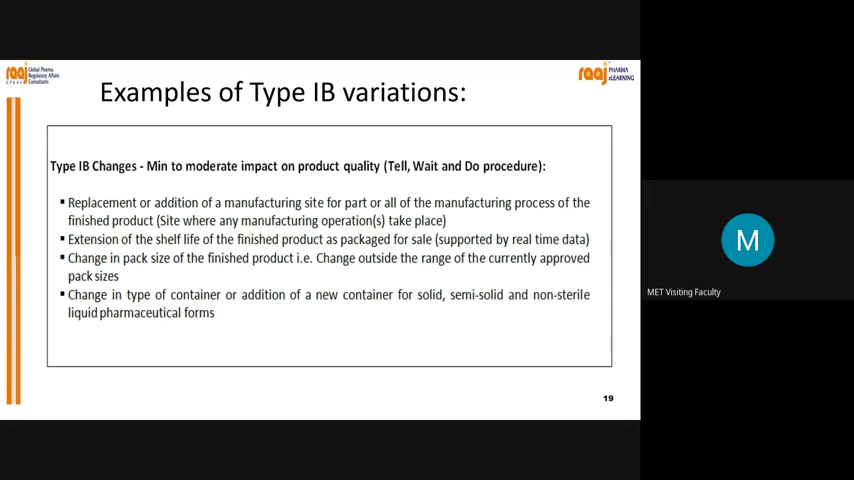 raaj
Global Pharma
Regulatory Affairs
Consultants
raaj
PHARMA
eLEARNING
Examples of Type IB variations:
Type IB Changes - Min to moderate impact on product quality (Tell, Wait and Do procedure):
▪ Replacement or addition of a manufacturing site for part or all of the manufacturing process of the
finished product (Site where any manufacturing operation(s) take place)
▪ Extension of the shelf life of the finished product as packaged for sale (supported by real time data)
▪ Change in pack size of the finished product i.e. Change outside the range of the currently approved
pack sizes
▪ Change in type of container or addition of a new container for solid, semi-solid and non-sterile
liquid pharmaceutical forms
19
M
MET Visiting Faculty